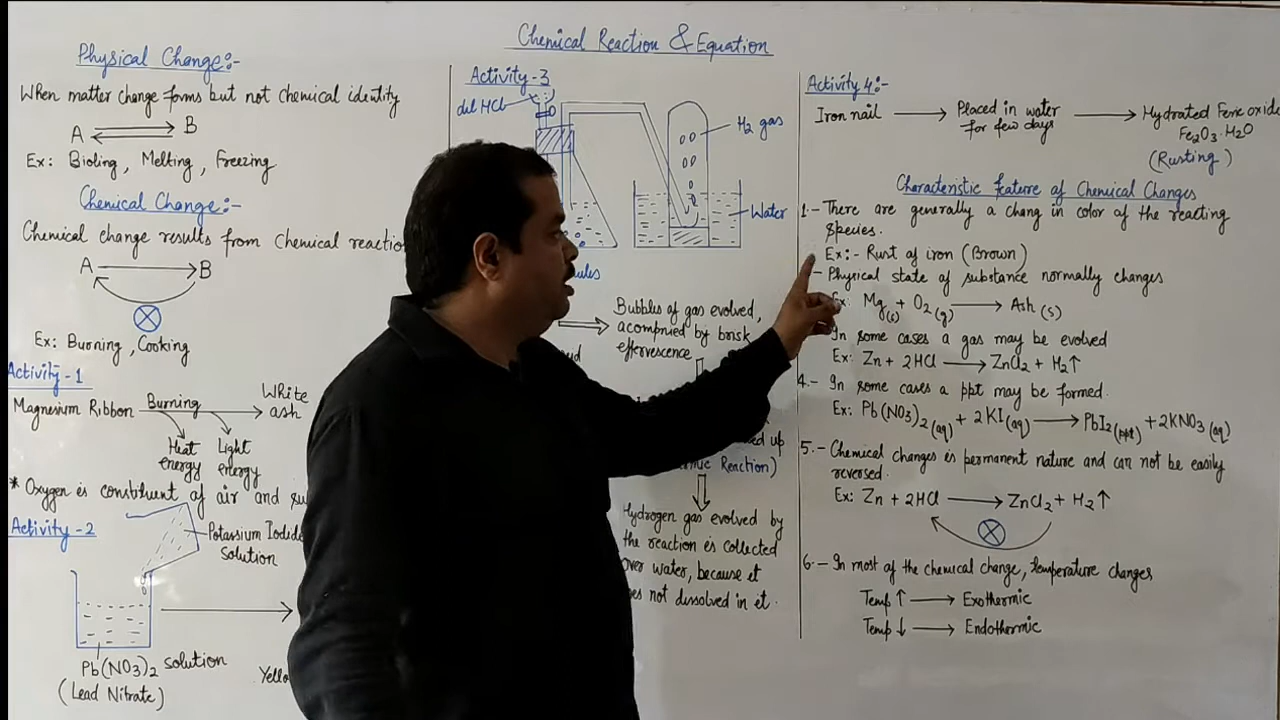 Chemical Reaction & Equation
Physical Change:-
When matter change forms but not chemical identity
A ⇌ B
Ex: Bioling, Melting, Freezing
Chemical Change:-
Chemical change results from Chemical reactio
A → B
Ex: Burning, Cooking
Activity-1
Magnesium Ribbon Burning → White ash
Heat energy
Light energy
* Oxygen is constituent of air and su
Activity-2
Potassium Iodide
Solution
Pb(NO3)2 solution
(Lead Nitrate)
Yello
Activity-3
dil HCl
H2 gas
Water
ules
Bubbles of gas evolved,
acompnied by brisk
effervescence
ed up
mic Reaction)
Hydrogen gas evolved by
the reaction is collected
over water, because it
oes not dissolved in it.
Activity 4:-
Iron nail → Placed in water for few days → Hydrated Ferric oxide
Fe2O3.H2O
(Rusting)
Characteristic feature of Chemical Changes
1.- There are generally a chang in color of the reacting
species.
Ex:- Rust of iron (Brown)
- Physical state of substance normally changes
Ex: Mg(s) + O2(g) → Ash(s)
In some cases a gas may be evolved
Ex: Zn + 2HCl → ZnCl2 + H2↑
4.- In some cases a ppt may be formed.
Ex: Pb(NO3)2(aq) + 2KI(aq) → PbI2(ppt) + 2KNO3(aq)
5.- Chemical changes is permanent nature and can not be easily
reversed.
Ex: Zn + 2HCl → ZnCl2 + H2↑
6.- In most of the chemical change, temperature changes
Temp ↑ → Exothermic
Temp ↓ → Endothermic